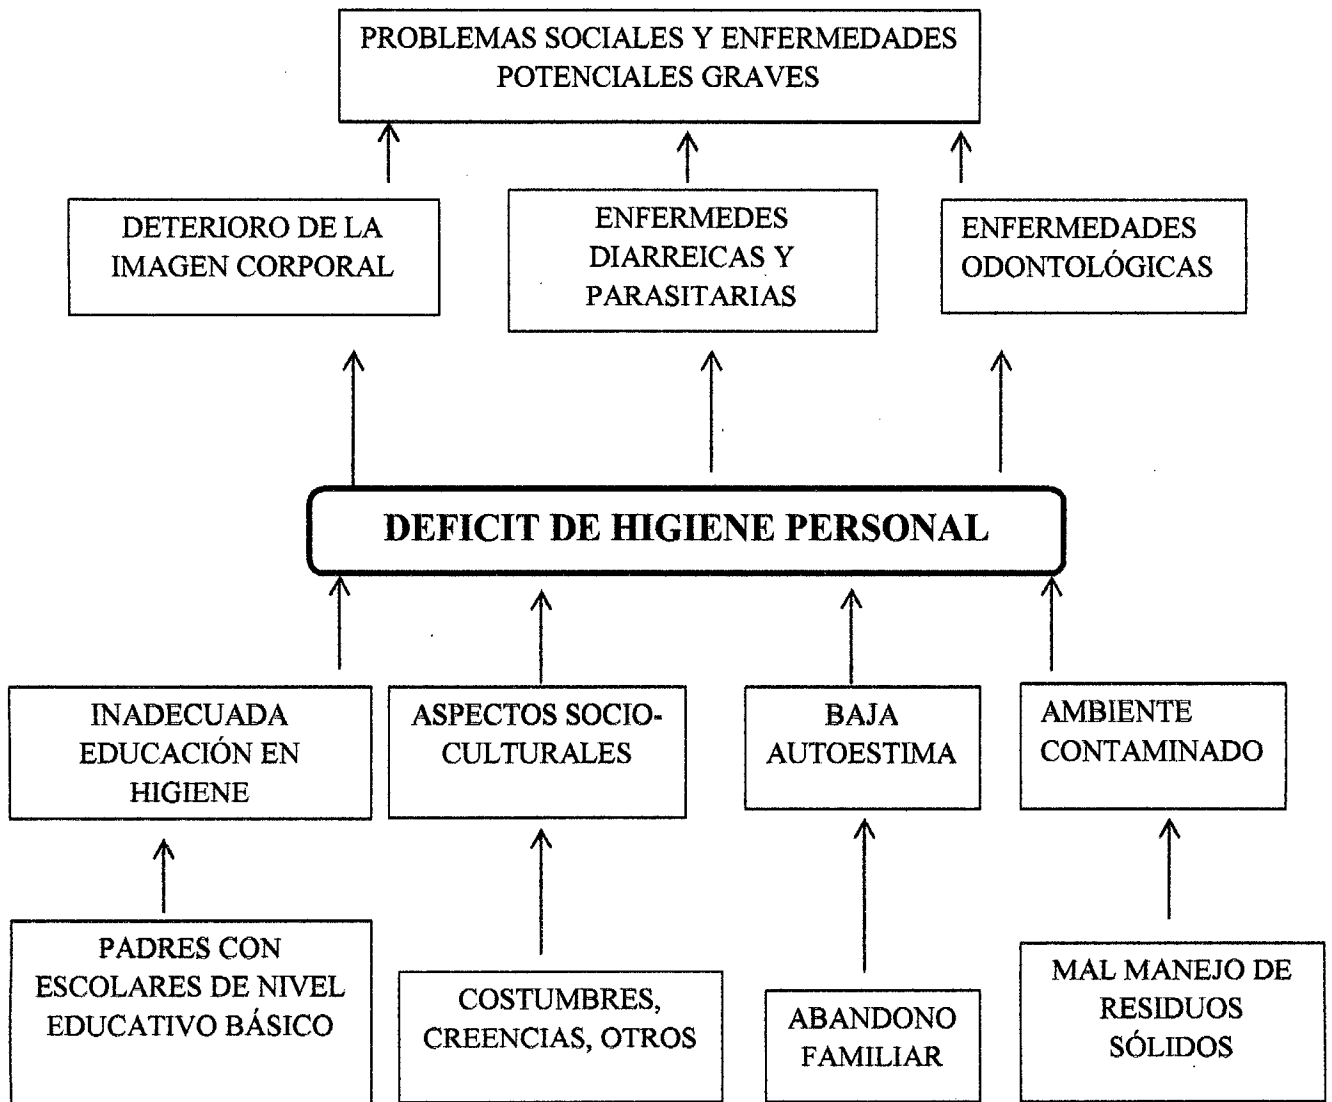 PROBLEMAS SOCIALES Y ENFERMEDADES
POTENCIALES GRAVES
DETERIORO DE LA
IMAGEN CORPORAL
ENFERMEDES
DIARREICAS Y
PARASITARIAS
ENFERMEDADES
ODONTOLÓGICAS
DEFICIT DE HIGIENE PERSONAL
INADECUADA
EDUCACIÓN EN
HIGIENE
ASPECTOS SOCIO-
CULTURALES
BAJA
AUTOESTIMA
AMBIENTE
CONTAMINADO
PADRES CON
ESCOLARES DE NIVEL
EDUCATIVO BÁSICO
COSTUMBRES,
CREENCIAS, OTROS
ABANDONO
FAMILIAR
MAL MANEJO DE
RESIDUOS
SÓLIDOS